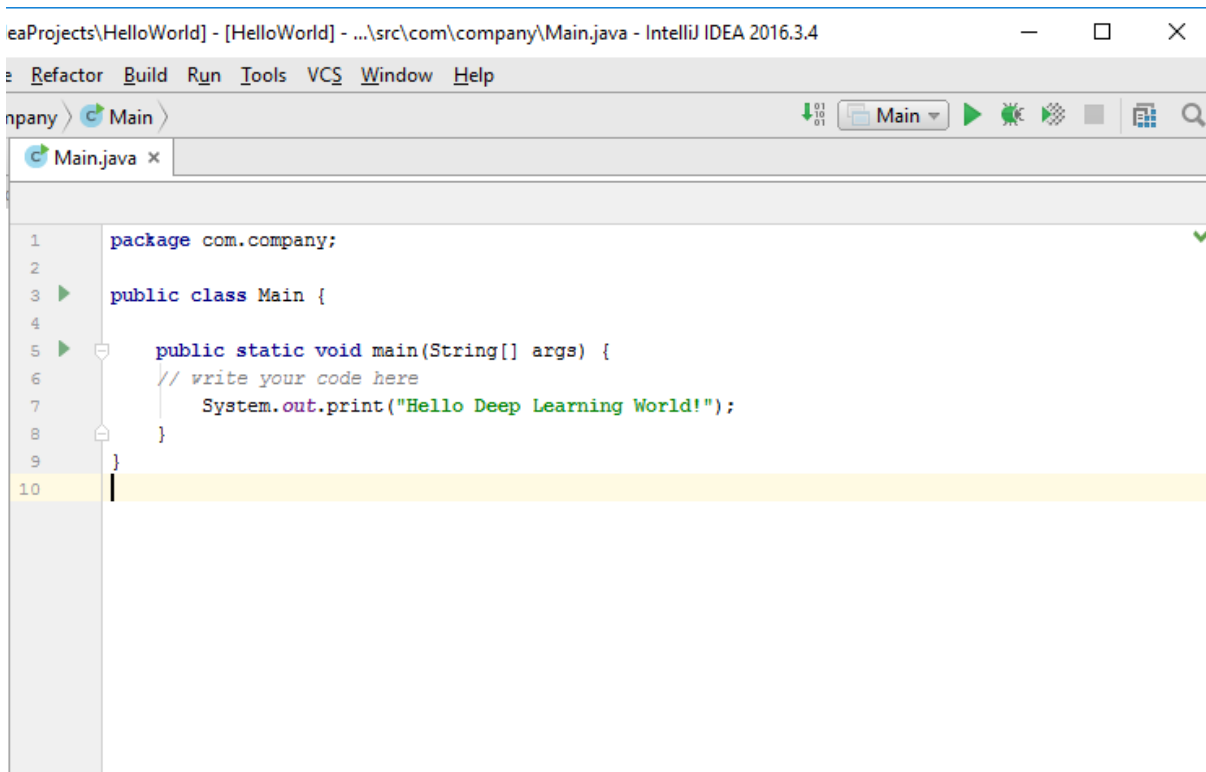 eaProjects\HelloWorld] - [HelloWorld] - ...\src\com\company\Main.java - IntelliJ IDEA 2016.3.4
Refactor Build Run Tools VCS Window Help
mpany Main Main
Main.java
1 package com.company;
2
3 public class Main {
4
5 public static void main(String[] args) {
6 // write your code here
7 System.out.print("Hello Deep Learning World!");
8 }
9 }
10